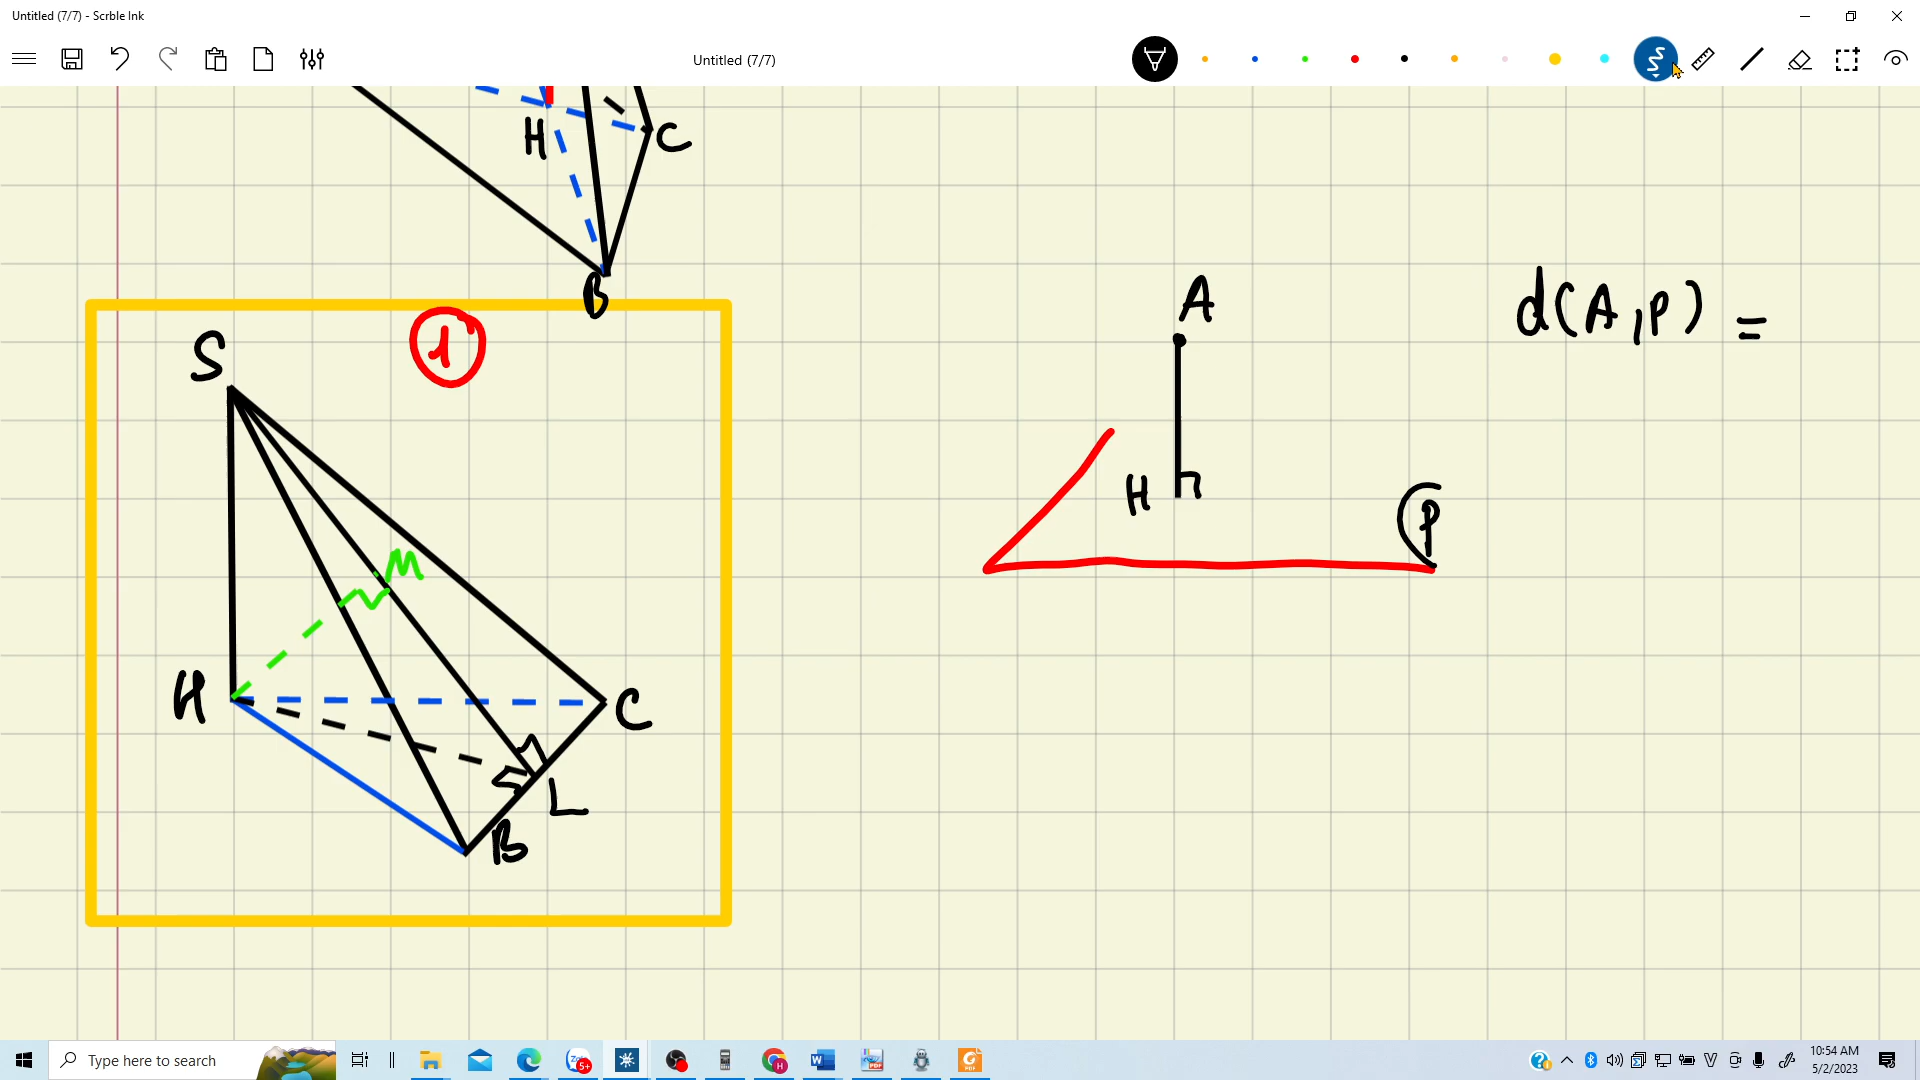 Untitled (7/7) - Scrble Ink
Untitled (7/7)
H
C
B
1
S
M
H
C
L
B
A
d(A,P) =
H
(P
Type here to search
5+
10:54 AM
5/2/2023